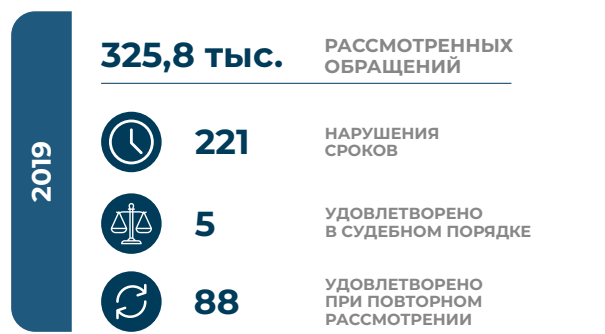 2019
325,8 тыс.
РАССМОТРЕННЫХ
ОБРАЩЕНИЙ
221
НАРУШЕНИЯ
СРОКОВ
5
УДОВЛЕТВОРЕНО
В СУДЕБНОМ ПОРЯДКЕ
88
УДОВЛЕТВОРЕНО
ПРИ ПОВТОРНОМ
РАССМОТРЕНИИ